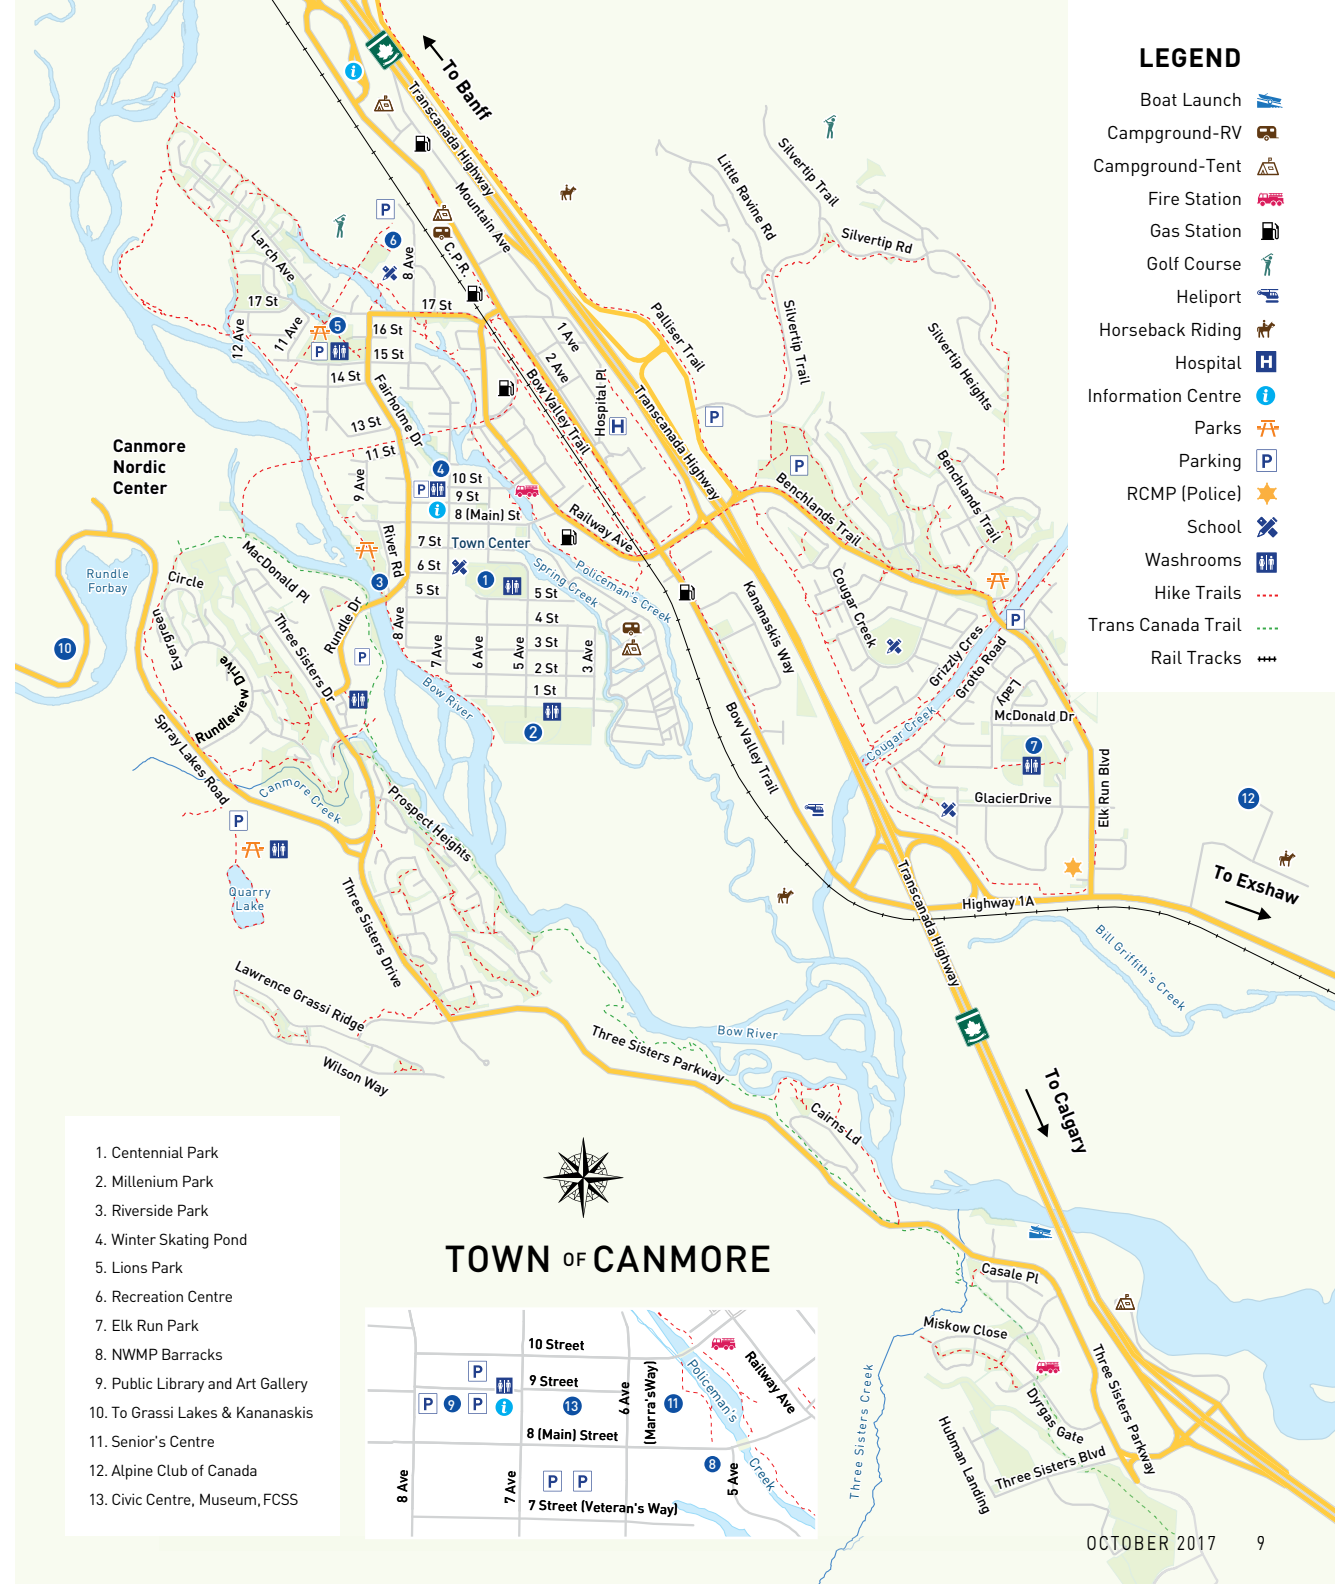 LEGEND
Boat Launch
Campground-RV
Campground-Tent
Fire Station
Gas Station
Golf Course
Heliport
Horseback Riding
Hospital
H
Information Centre
i
Parks
Parking
P
RCMP (Police)
School
Washrooms
Hike Trails
Trans Canada Trail
Rail Tracks
To Banff
i
Transcanada Highway
Mountain Ave
C.P.R.
P
6
8 Ave
Larch Ave
17 St
17 St
12 Ave
11 Ave
5
P
16 St
15 St
14 St
13 St
11 St
Fairholme Dr
9 Ave
1 Ave
2 Ave
Hospital Pl
H
Bow Valley Trail
Palliser Trail
Transcanada Highway
P
Little Ravine Rd
Silvertip Trail
Silvertip Rd
Silvertip Trail
Silvertip Heights
Benchlands Trail
P
Benchlands Trail
Canmore
Nordic
Center
4
P
10 St
9 St
i
8 (Main) St
7 St
Town Center
6 St
1
5 St
5 St
4 St
3 St
2 St
1 St
River Rd
3
8 Ave
7 Ave
6 Ave
5 Ave
3 Ave
2
Railway Ave
Spring Creek
Policeman's Creek
Rundle
Forbay
10
Circle
Evergreen
MacDonald Pl
Rundle Dr
Three Sisters Dr
Rundleview Drive
P
Bow River
Spray Lakes Road
Canmore Creek
Prospect Heights
P
Quarry
Lake
Three Sisters Drive
Lawrence Grassi Ridge
Wilson Way
Kananaskis Way
Bow Valley Trail
Cougar Creek
Grizzly Cres
Grotto Road
P
Lady
McDonald Dr
Cougar Creek
7
Elk Run Blvd
GlacierDrive
12
To Exshaw
Highway 1A
Transcanada Highway
Bill Griffith's Creek
Bow River
Three Sisters Parkway
Cairns Ld
To Calgary
Casale Pl
Miskow Close
Three Sisters Creek
Dyrgas Gate
Hubman Landing
Three Sisters Blvd
Three Sisters Parkway
1. Centennial Park
2. Millenium Park
3. Riverside Park
4. Winter Skating Pond
5. Lions Park
6. Recreation Centre
7. Elk Run Park
8. NWMP Barracks
9. Public Library and Art Gallery
10. To Grassi Lakes & Kananaskis
11. Senior's Centre
12. Alpine Club of Canada
13. Civic Centre, Museum, FCSS
TOWN OF CANMORE
10 Street
P
9 Street
P
9
P
i
13
6 Ave
(Marra'sWay)
11
Policeman's
Creek
Railway Ave
8 (Main) Street
8
8 Ave
7 Ave
P
P
5 Ave
7 Street (Veteran's Way)
OCTOBER 2017
9